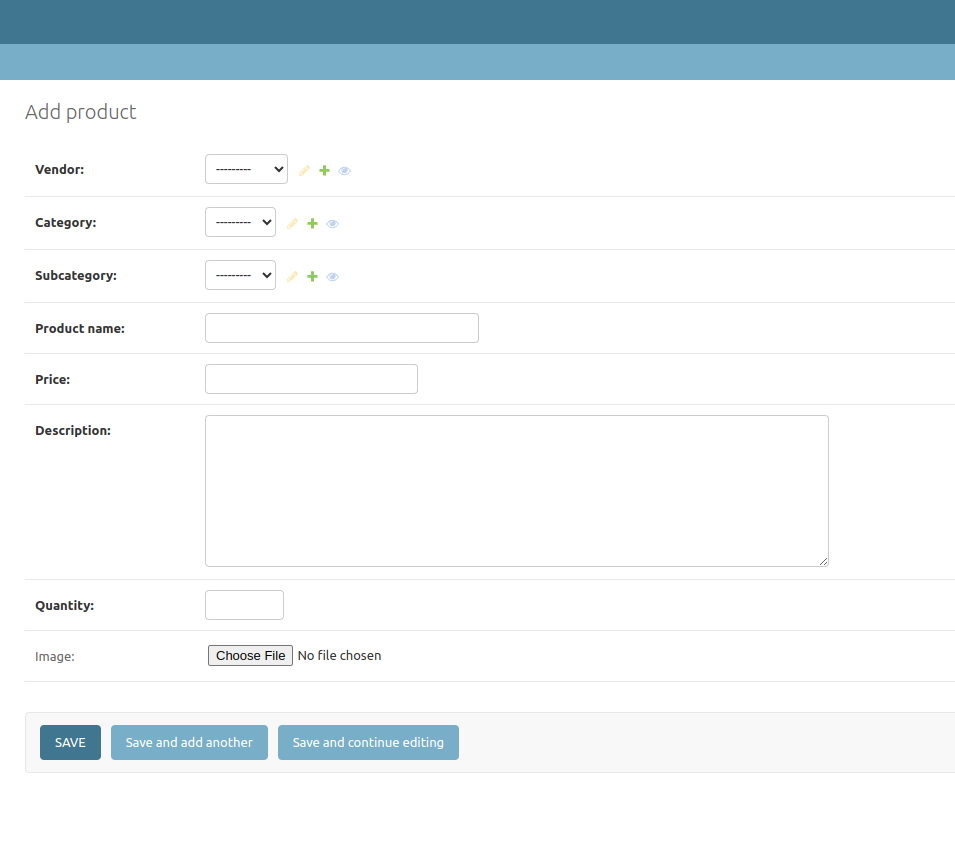 Add product
Vendor: ---------
Category: ---------
Subcategory: ---------
Product name:
Price:
Description:
Quantity:
Image: Choose File No file chosen
SAVE Save and add another Save and continue editing